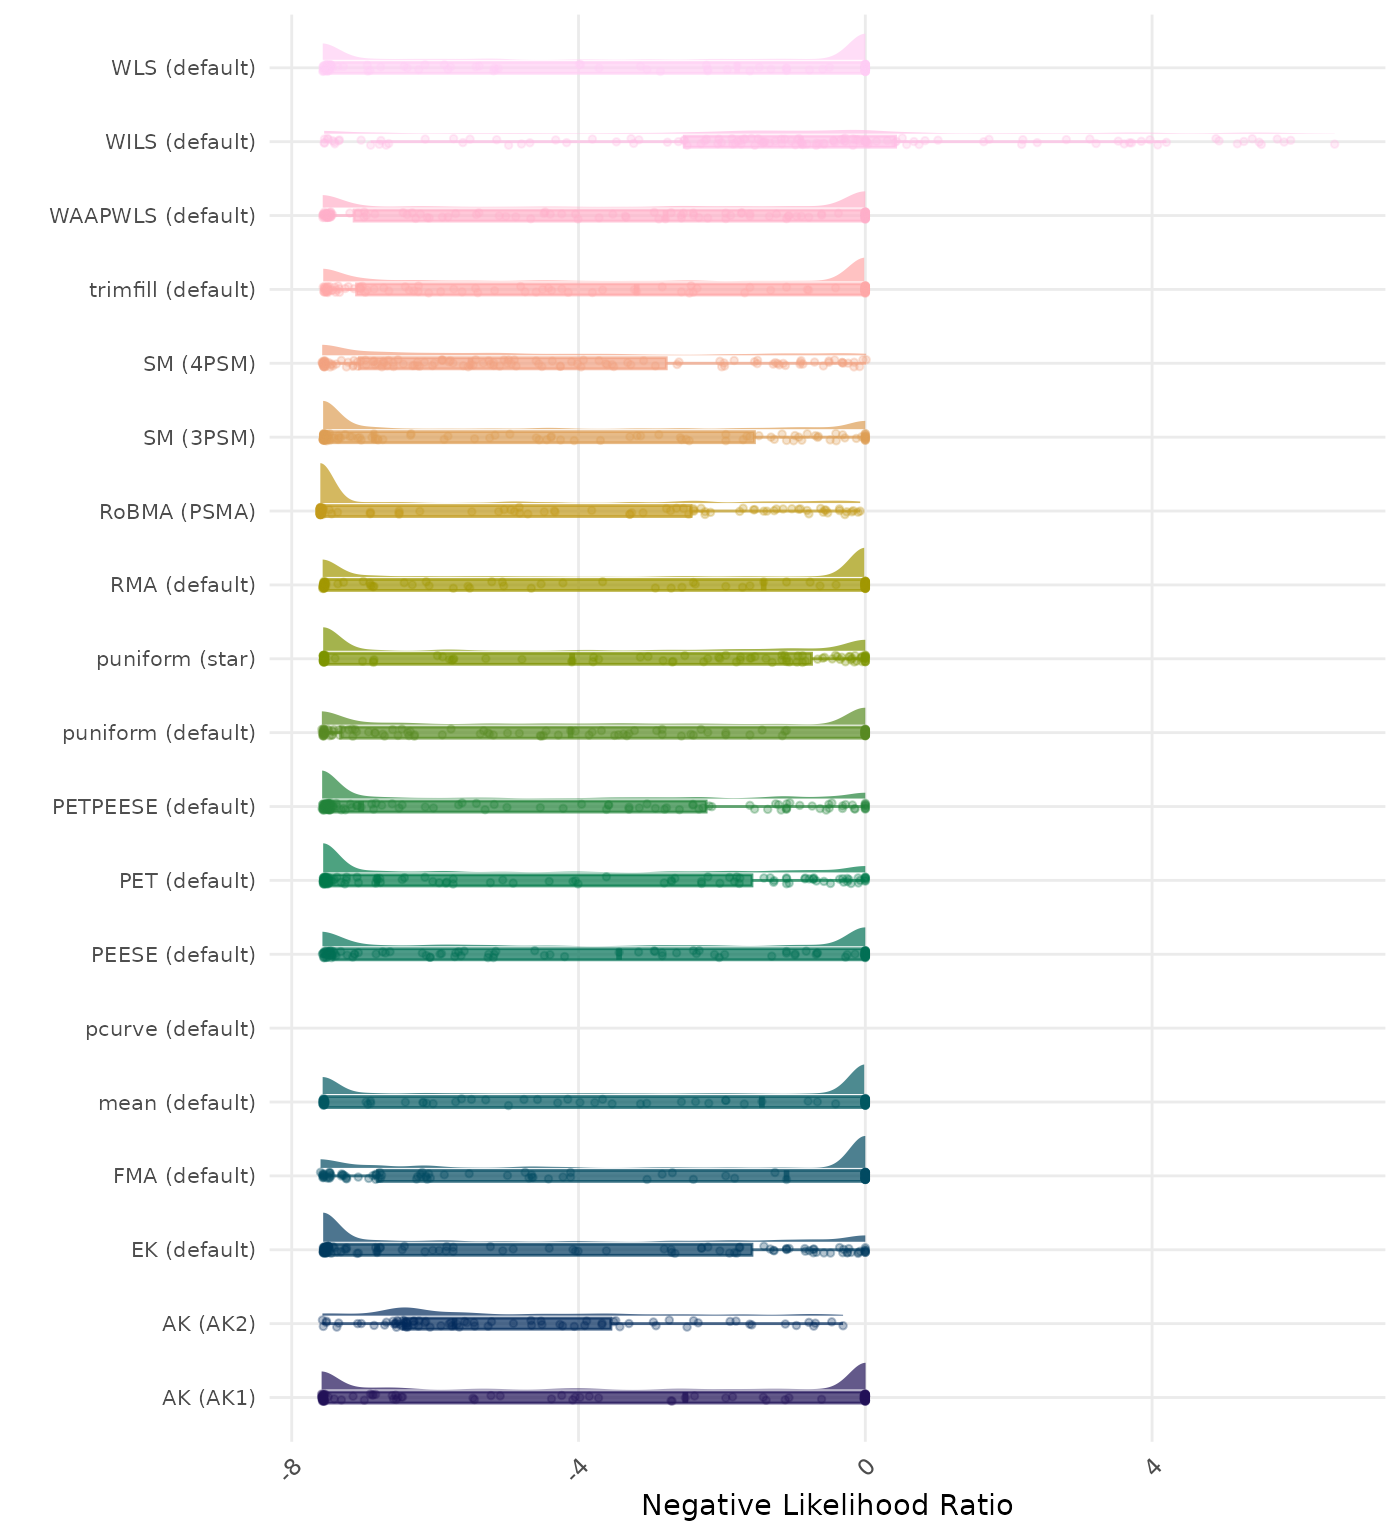 WLS (default)
WILS (default)
WAAPWLS (default)
trimfill (default)
SM (4PSM)
SM (3PSM)
RoBMA (PSMA)
RMA (default)
puniform (star)
puniform (default)
PETPEESE (default)
PET (default)
PEESE (default)
pcurve (default)
mean (default)
FMA (default)
EK (default)
AK (AK2)
AK (AK1)
-8 -4 0 4
Negative Likelihood Ratio